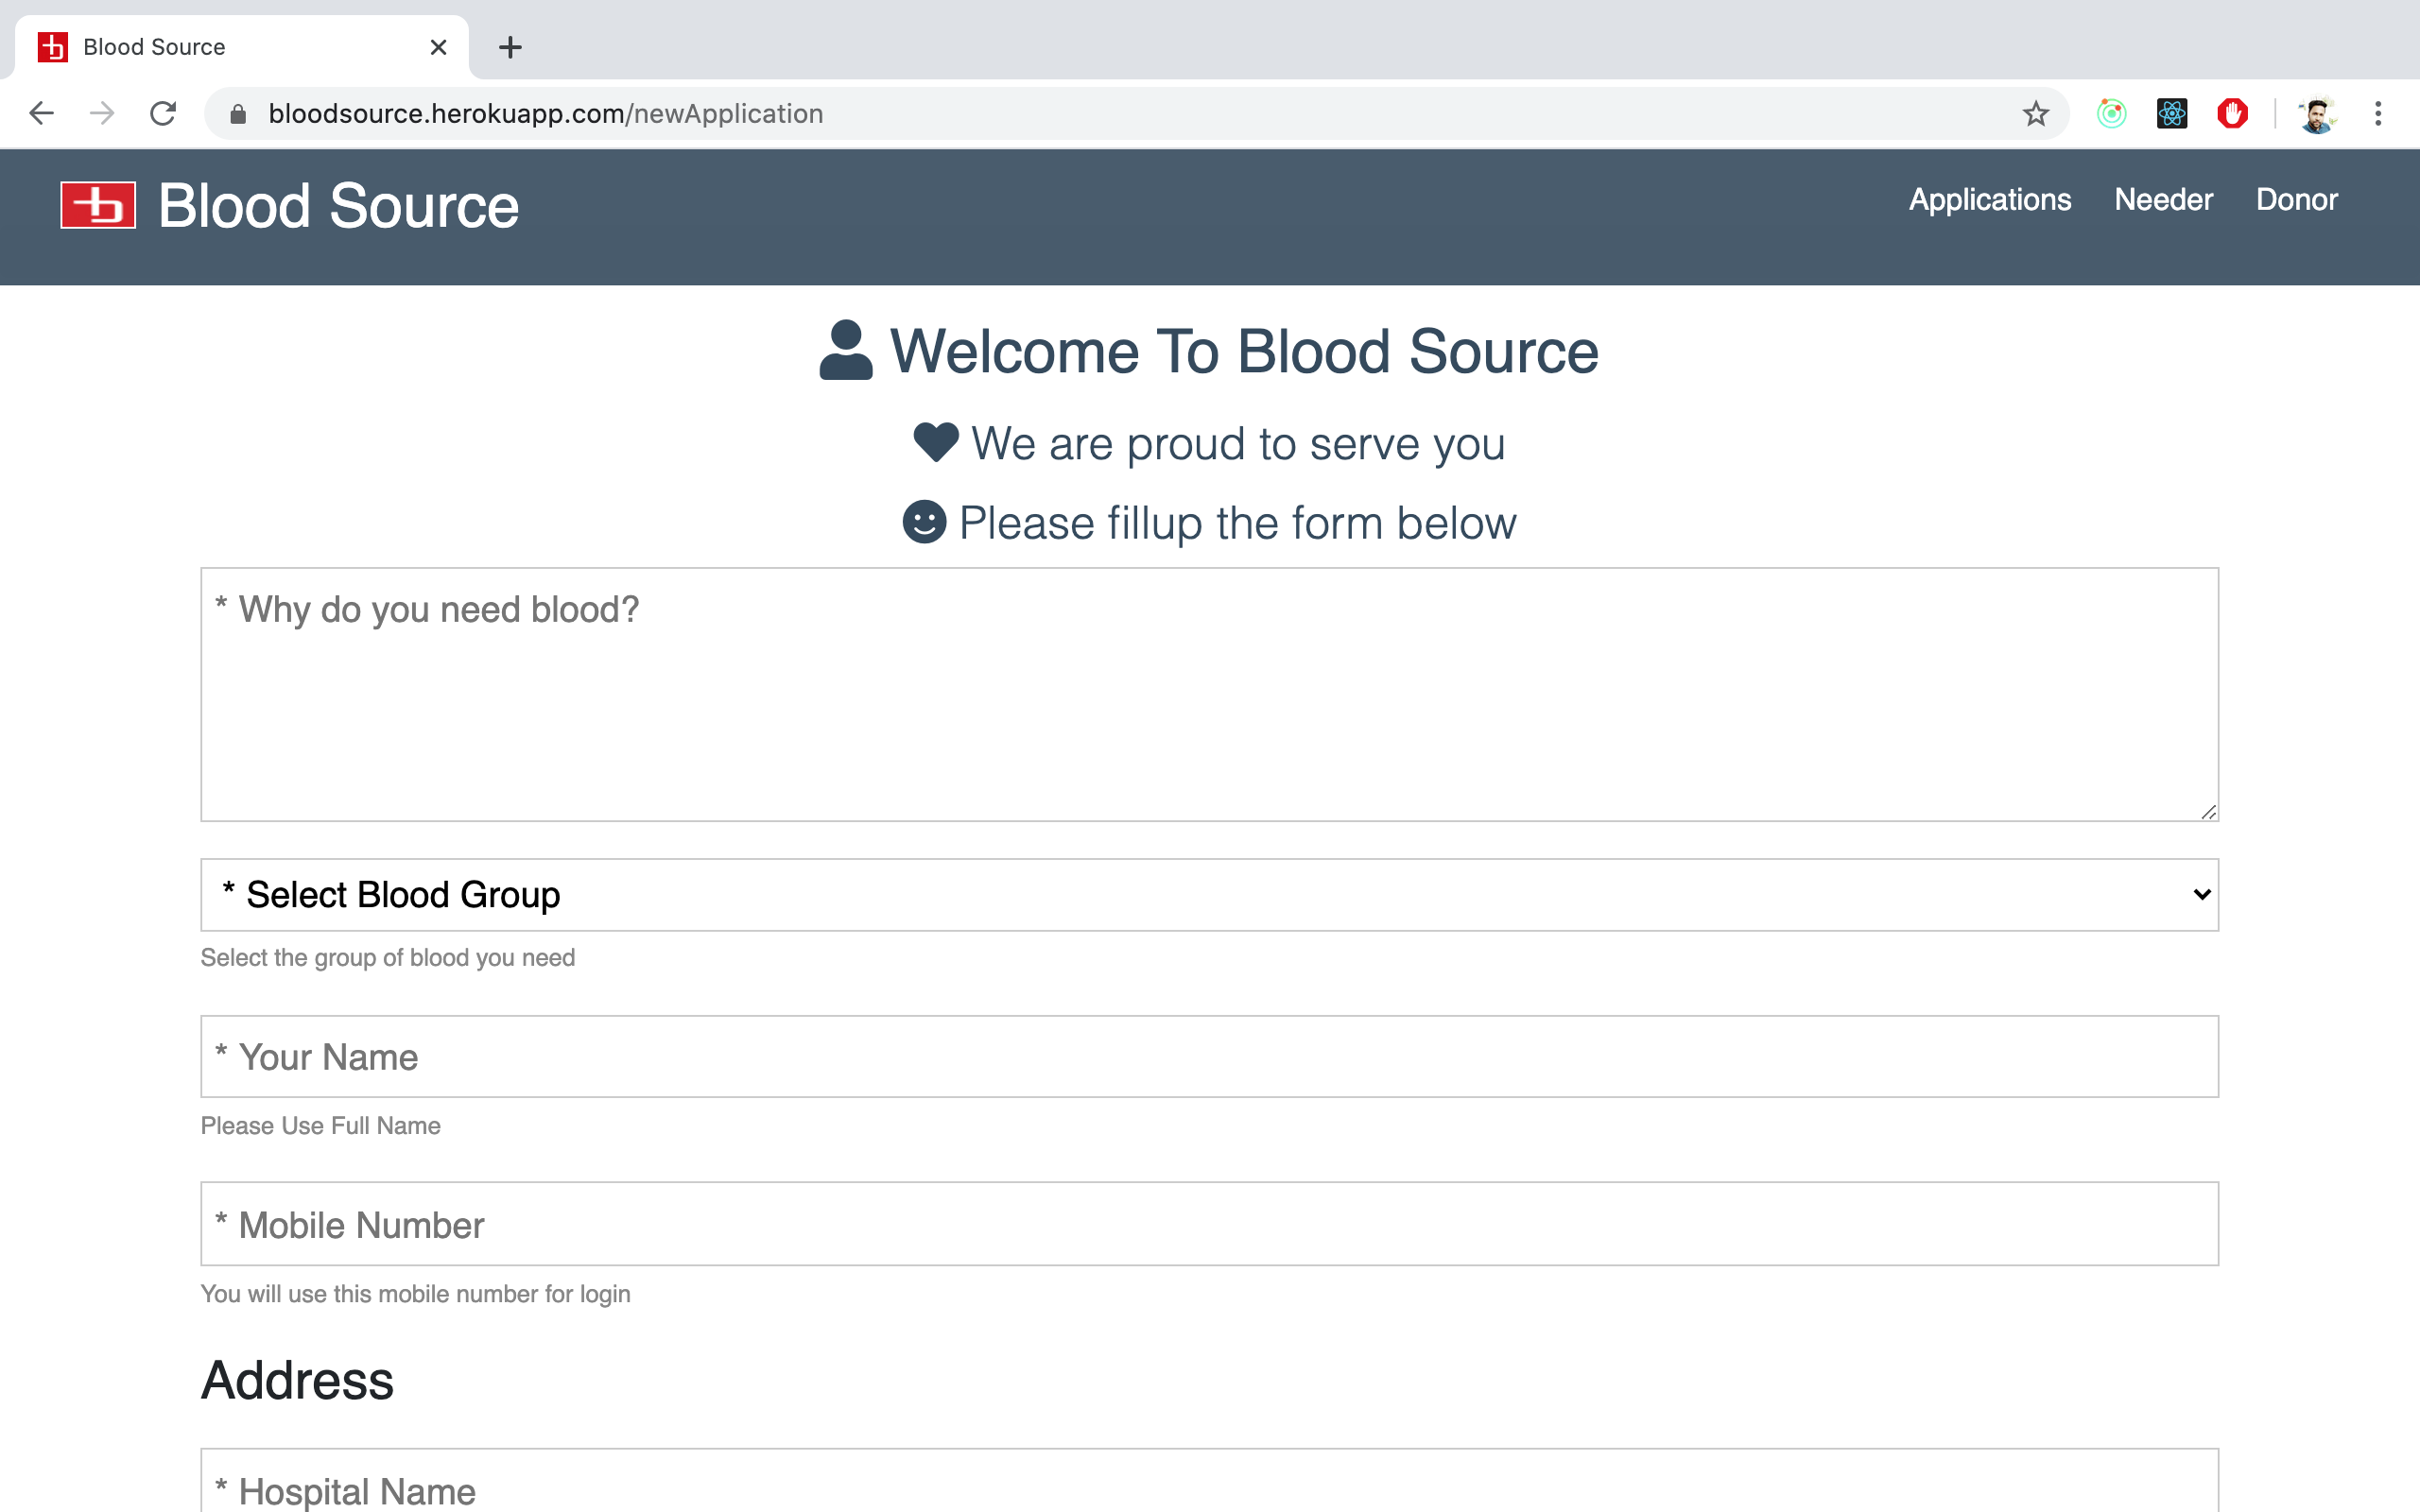 Blood Source
bloodsource.herokuapp.com/newApplication
Blood Source
Applications Needer Donor
Welcome To Blood Source
We are proud to serve you
Please fillup the form below
* Why do you need blood?
* Select Blood Group
Select the group of blood you need
* Your Name
Please Use Full Name
* Mobile Number
You will use this mobile number for login
Address
* Hospital Name